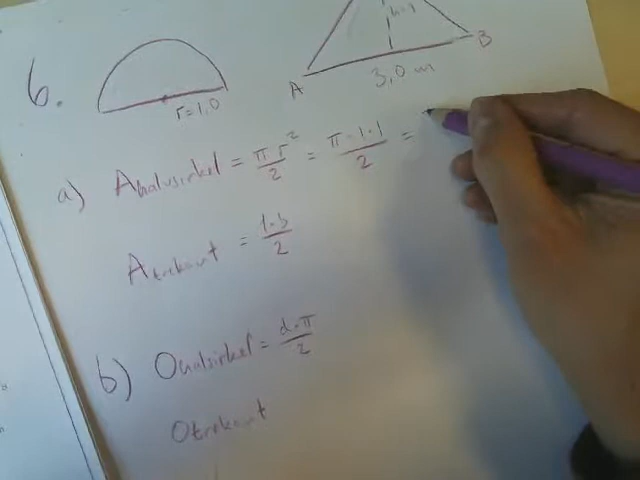 6.
r=1,0
A
B
h=1
3,0 m
a) Ahalvsirkel = πr²/2 = π·1·1/2 =
Atrekant = 1·3/2
b) Ohalvsirkel = d·π/2
Otrekant